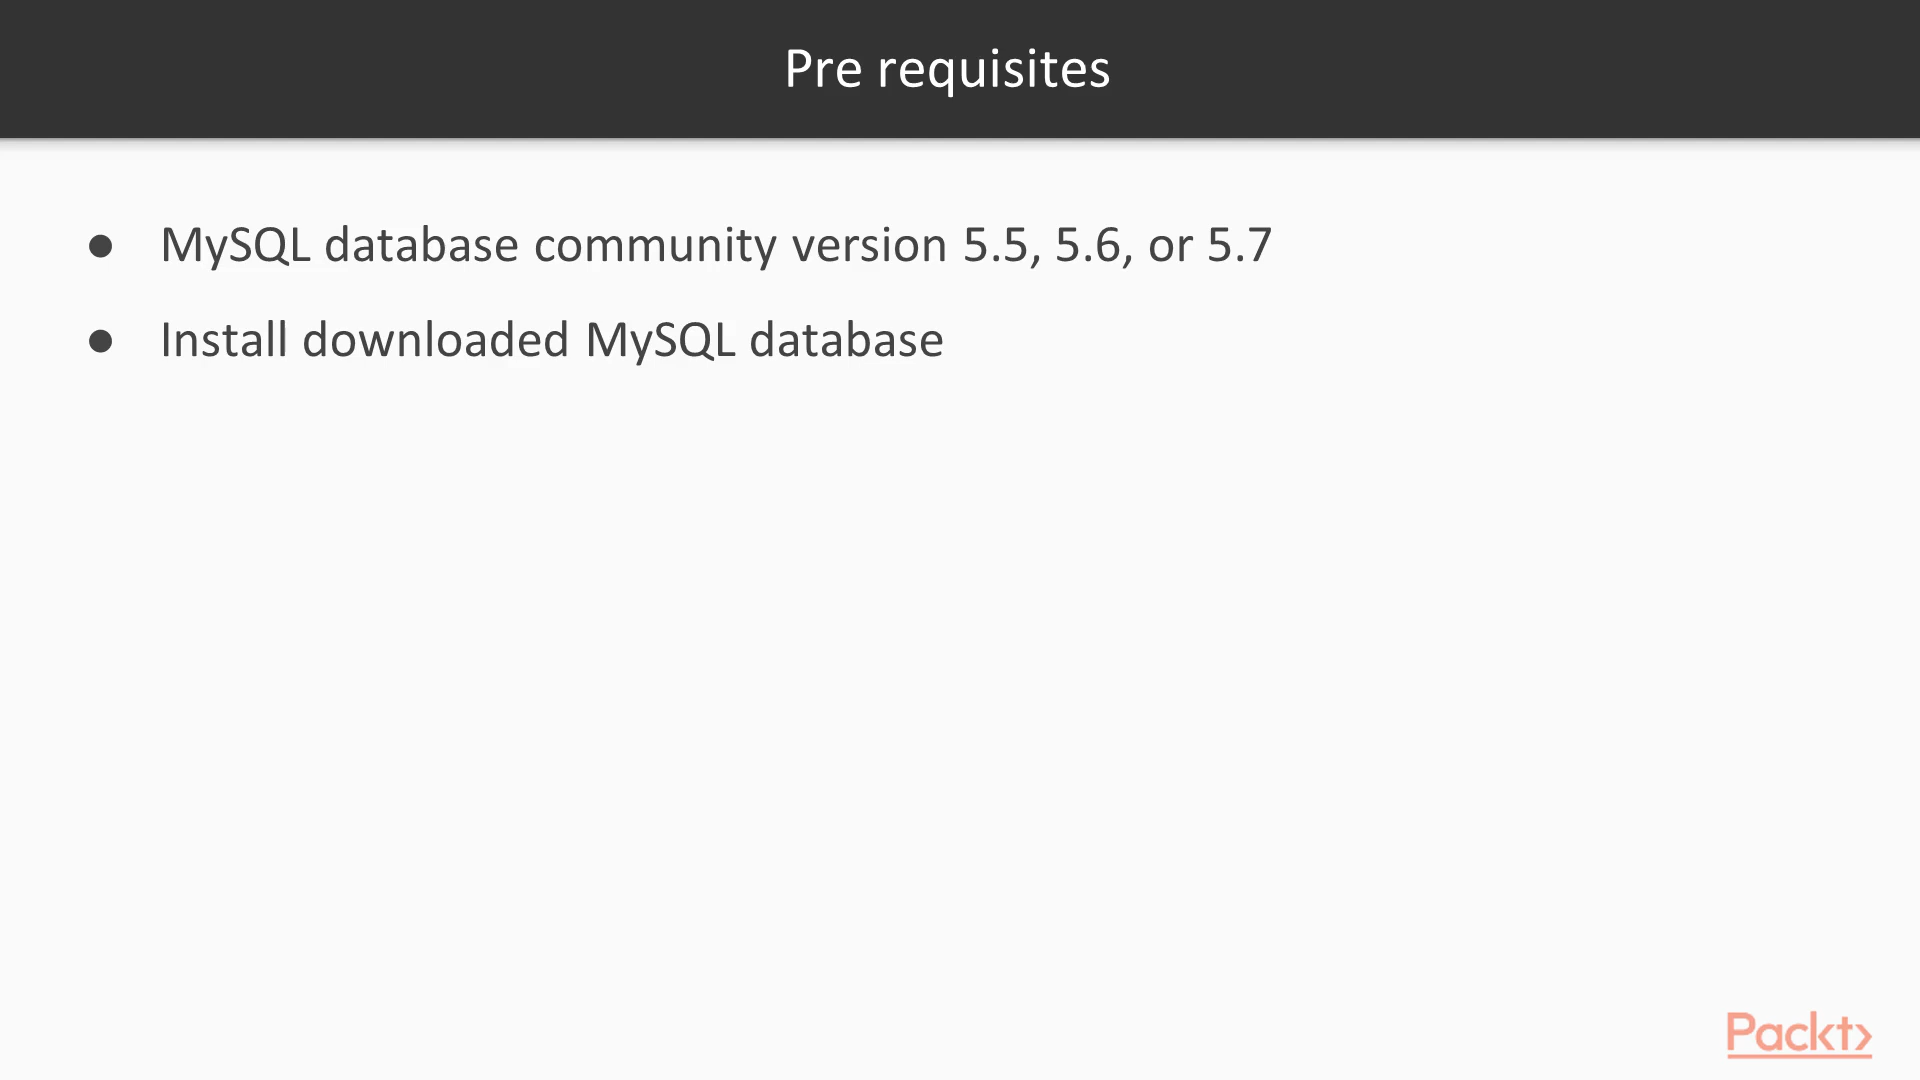 Pre requisites
● MySQL database community version 5.5, 5.6, or 5.7
● Install downloaded MySQL database
Packt>